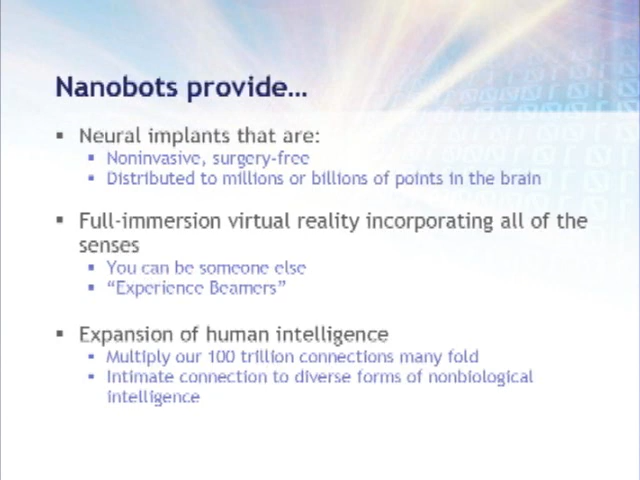 Nanobots provide…
▪ Neural implants that are:
▪ Noninvasive, surgery-free
▪ Distributed to millions or billions of points in the brain
▪ Full-immersion virtual reality incorporating all of the
senses
▪ You can be someone else
▪ “Experience Beamers”
▪ Expansion of human intelligence
▪ Multiply our 100 trillion connections many fold
▪ Intimate connection to diverse forms of nonbiological
intelligence